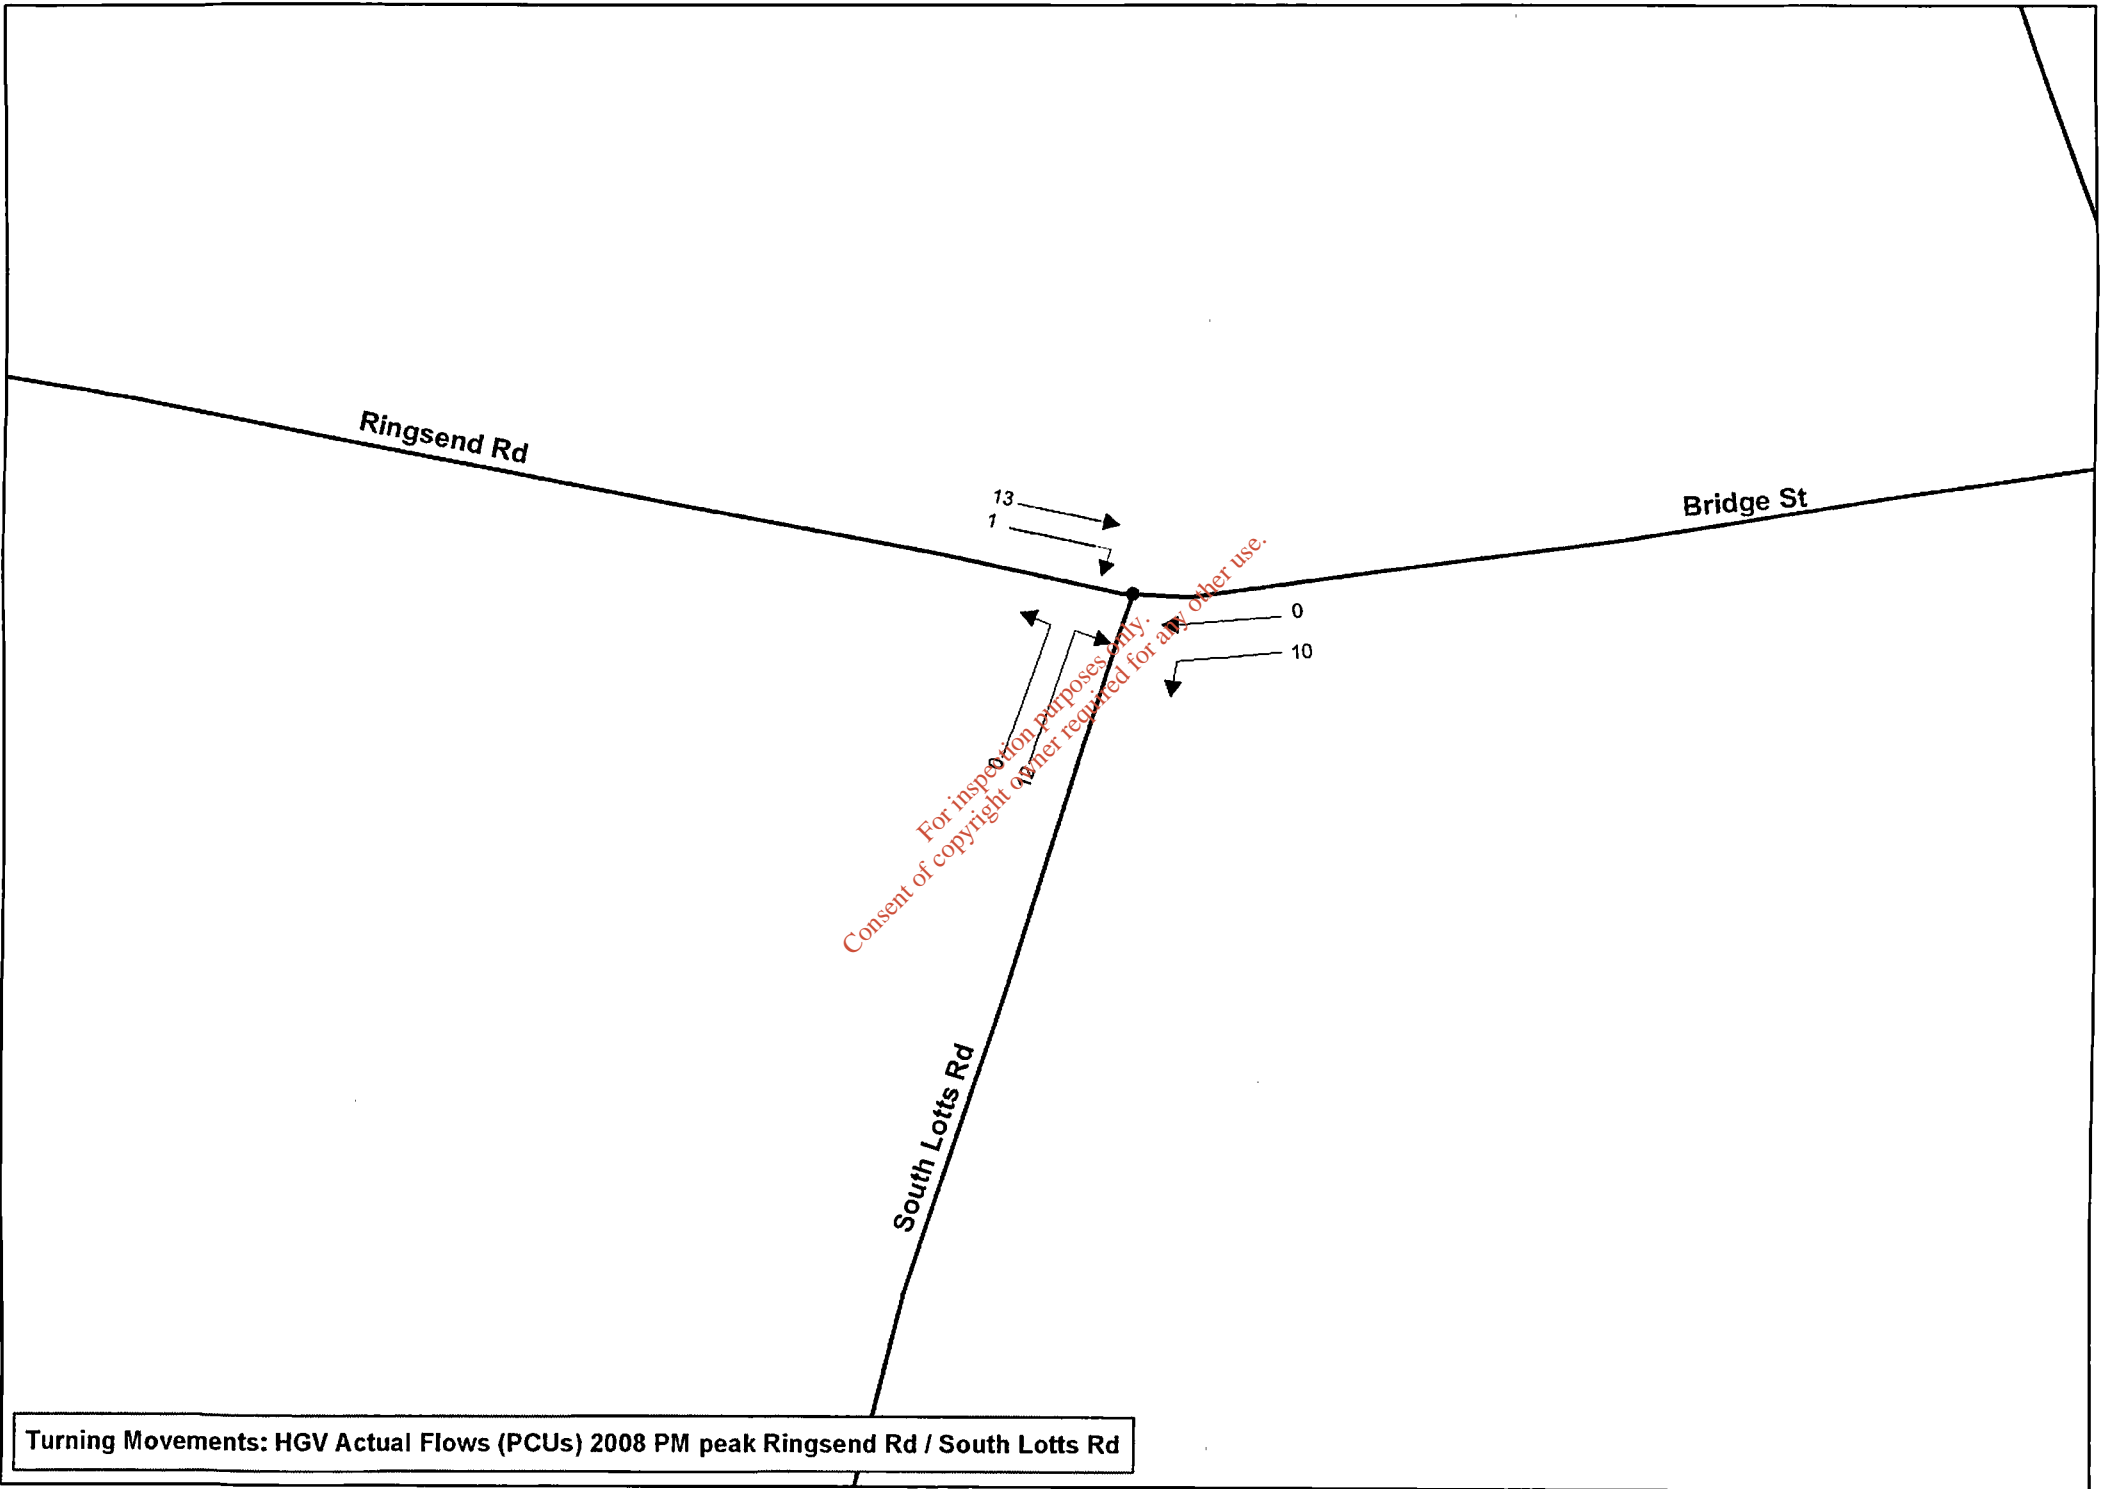 Ringsend Rd
13
1
Bridge St
0
10
0
12
For inspection purposes only.
Consent of copyright owner required for any other use.
South Lotts Rd
Turning Movements: HGV Actual Flows (PCUs) 2008 PM peak Ringsend Rd / South Lotts Rd